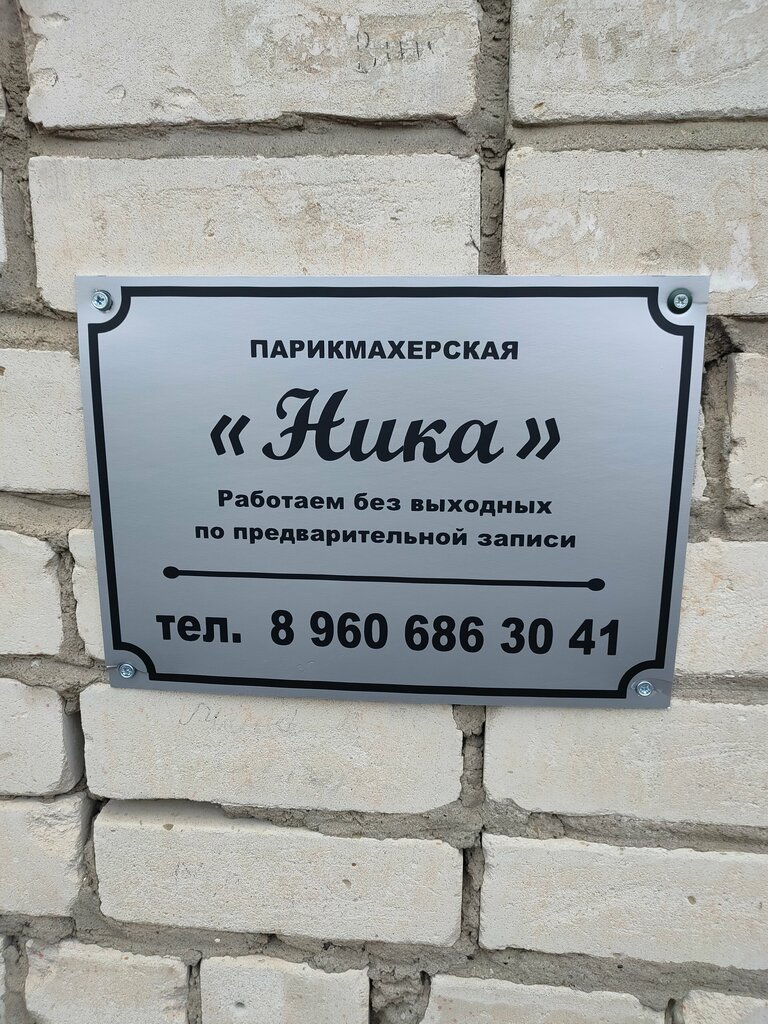 ПАРИКМАХЕРСКАЯ
«Ника»
Работаем без выходных
по предварительной записи
тел. 8 960 686 30 41